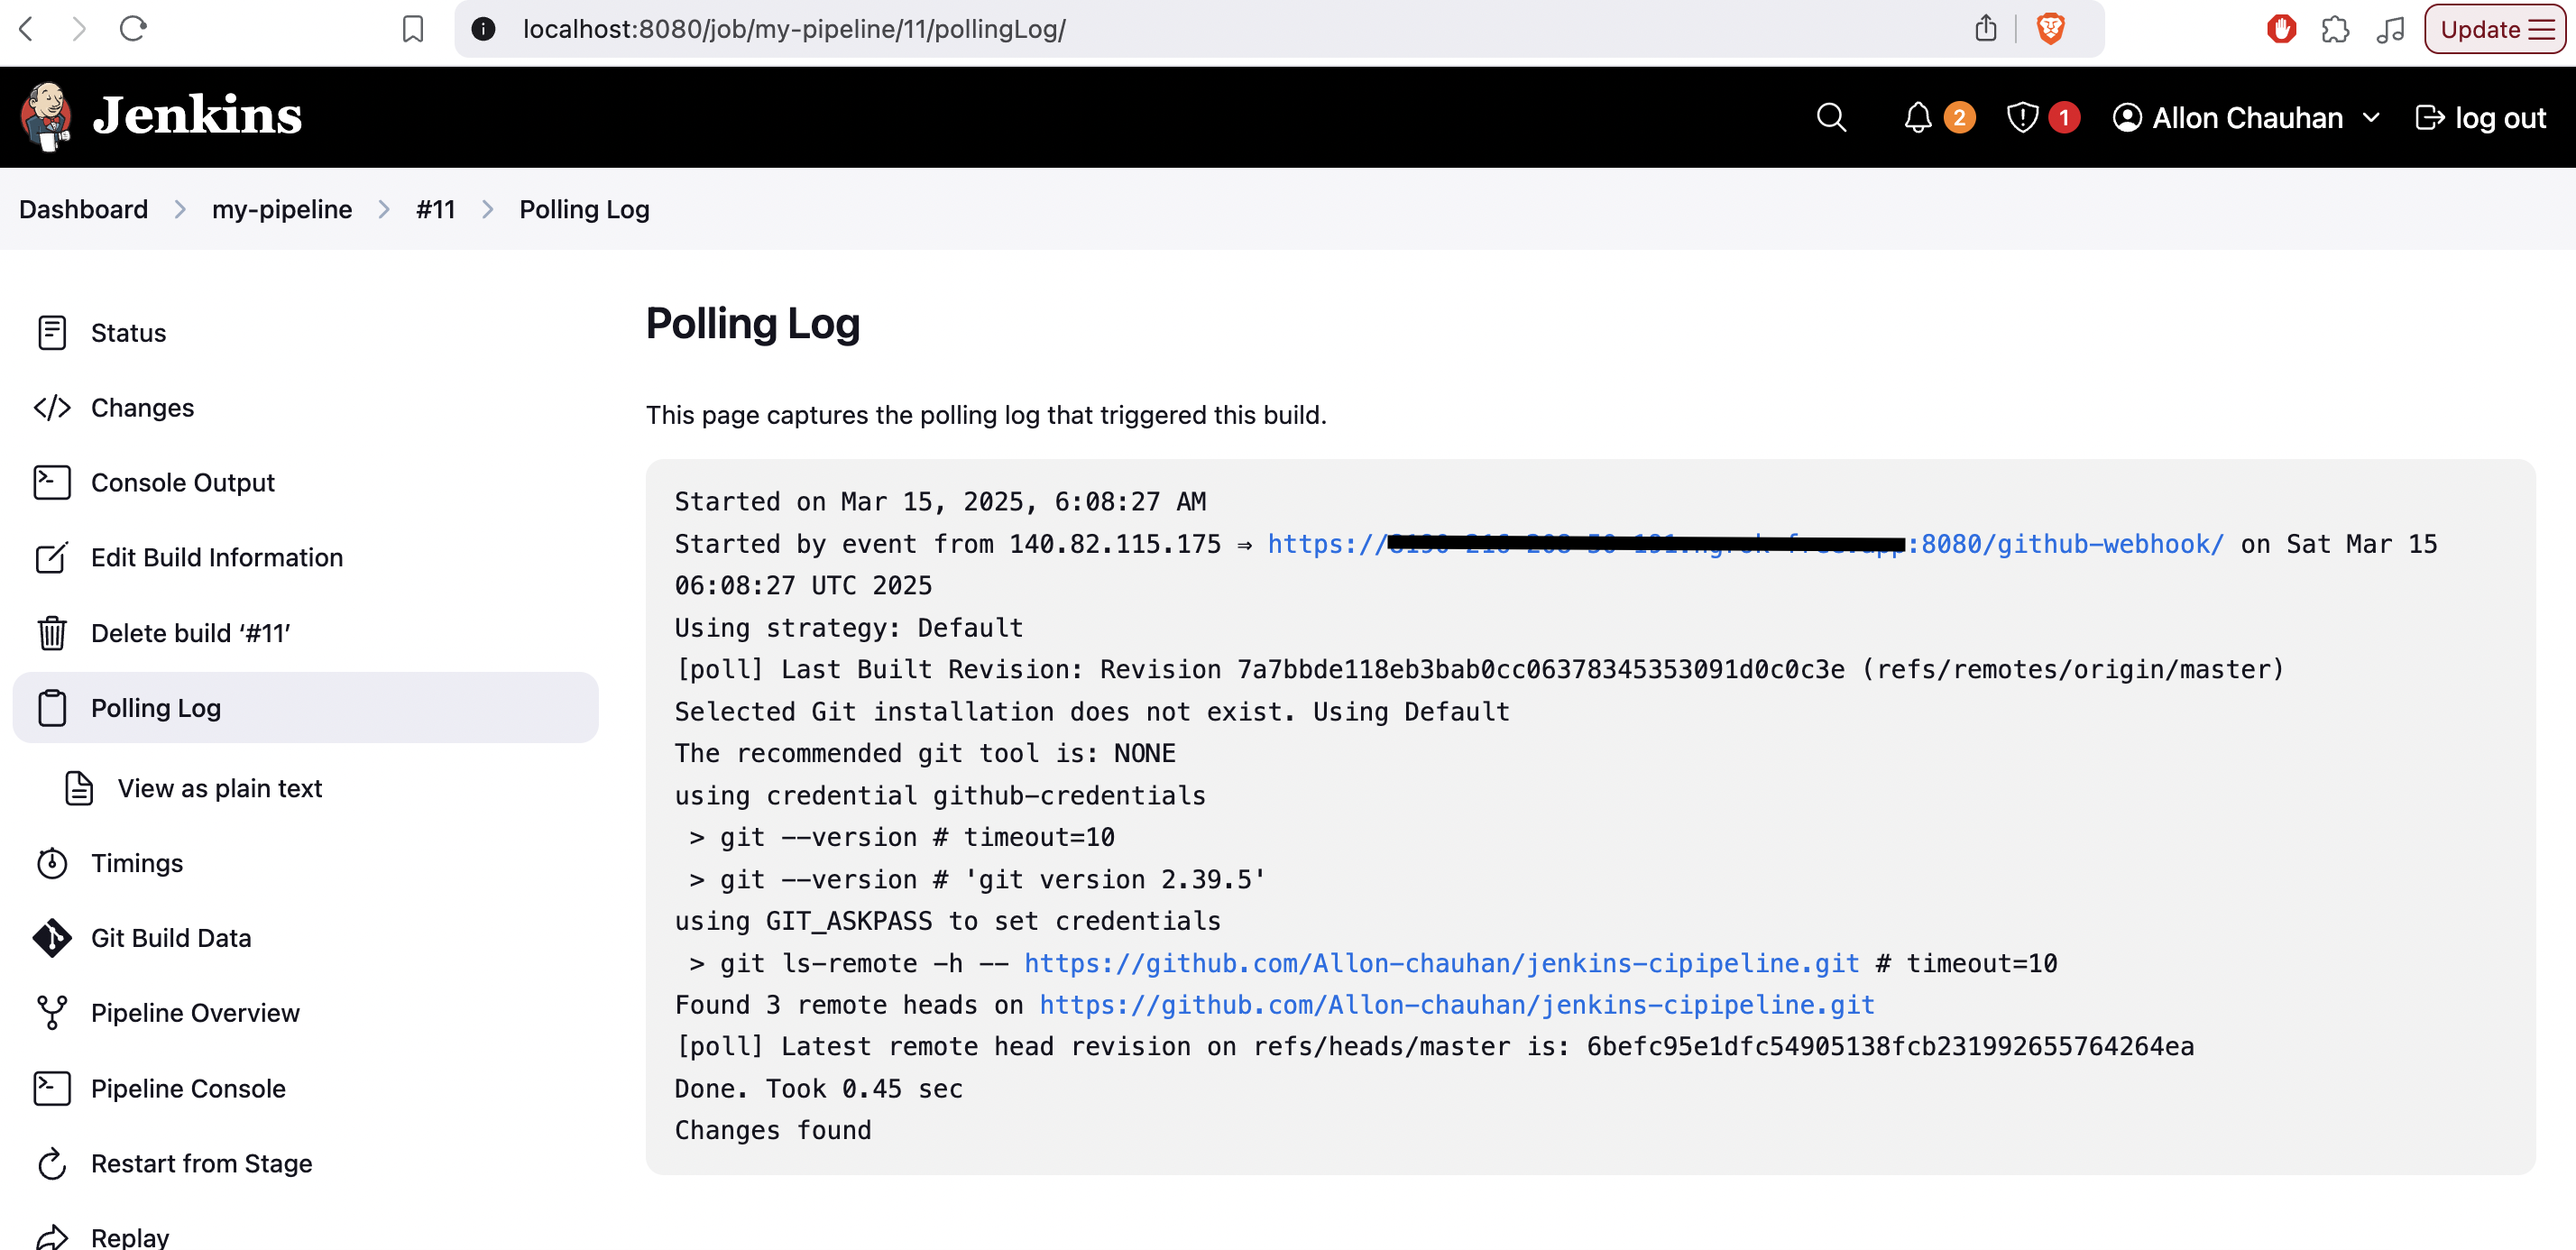 localhost:8080/job/my-pipeline/11/pollingLog/
Update
Jenkins
2
1
Allon Chauhan
log out
Dashboard > my-pipeline > #11 > Polling Log
Status
Changes
Console Output
Edit Build Information
Delete build ‘#11’
Polling Log
View as plain text
Timings
Git Build Data
Pipeline Overview
Pipeline Console
Restart from Stage
Replay
Polling Log
This page captures the polling log that triggered this build.
Started on Mar 15, 2025, 6:08:27 AM
Started by event from 140.82.115.175 ⇒ https:// :8080/github-webhook/ on Sat Mar 15
06:08:27 UTC 2025
Using strategy: Default
[poll] Last Built Revision: Revision 7a7bbde118eb3bab0cc06378345353091d0c0c3e (refs/remotes/origin/master)
Selected Git installation does not exist. Using Default
The recommended git tool is: NONE
using credential github-credentials
> git --version # timeout=10
> git --version # 'git version 2.39.5'
using GIT_ASKPASS to set credentials
> git ls-remote -h -- https://github.com/Allon-chauhan/jenkins-cipipeline.git # timeout=10
Found 3 remote heads on https://github.com/Allon-chauhan/jenkins-cipipeline.git
[poll] Latest remote head revision on refs/heads/master is: 6befc95e1dfc54905138fcb231992655764264ea
Done. Took 0.45 sec
Changes found